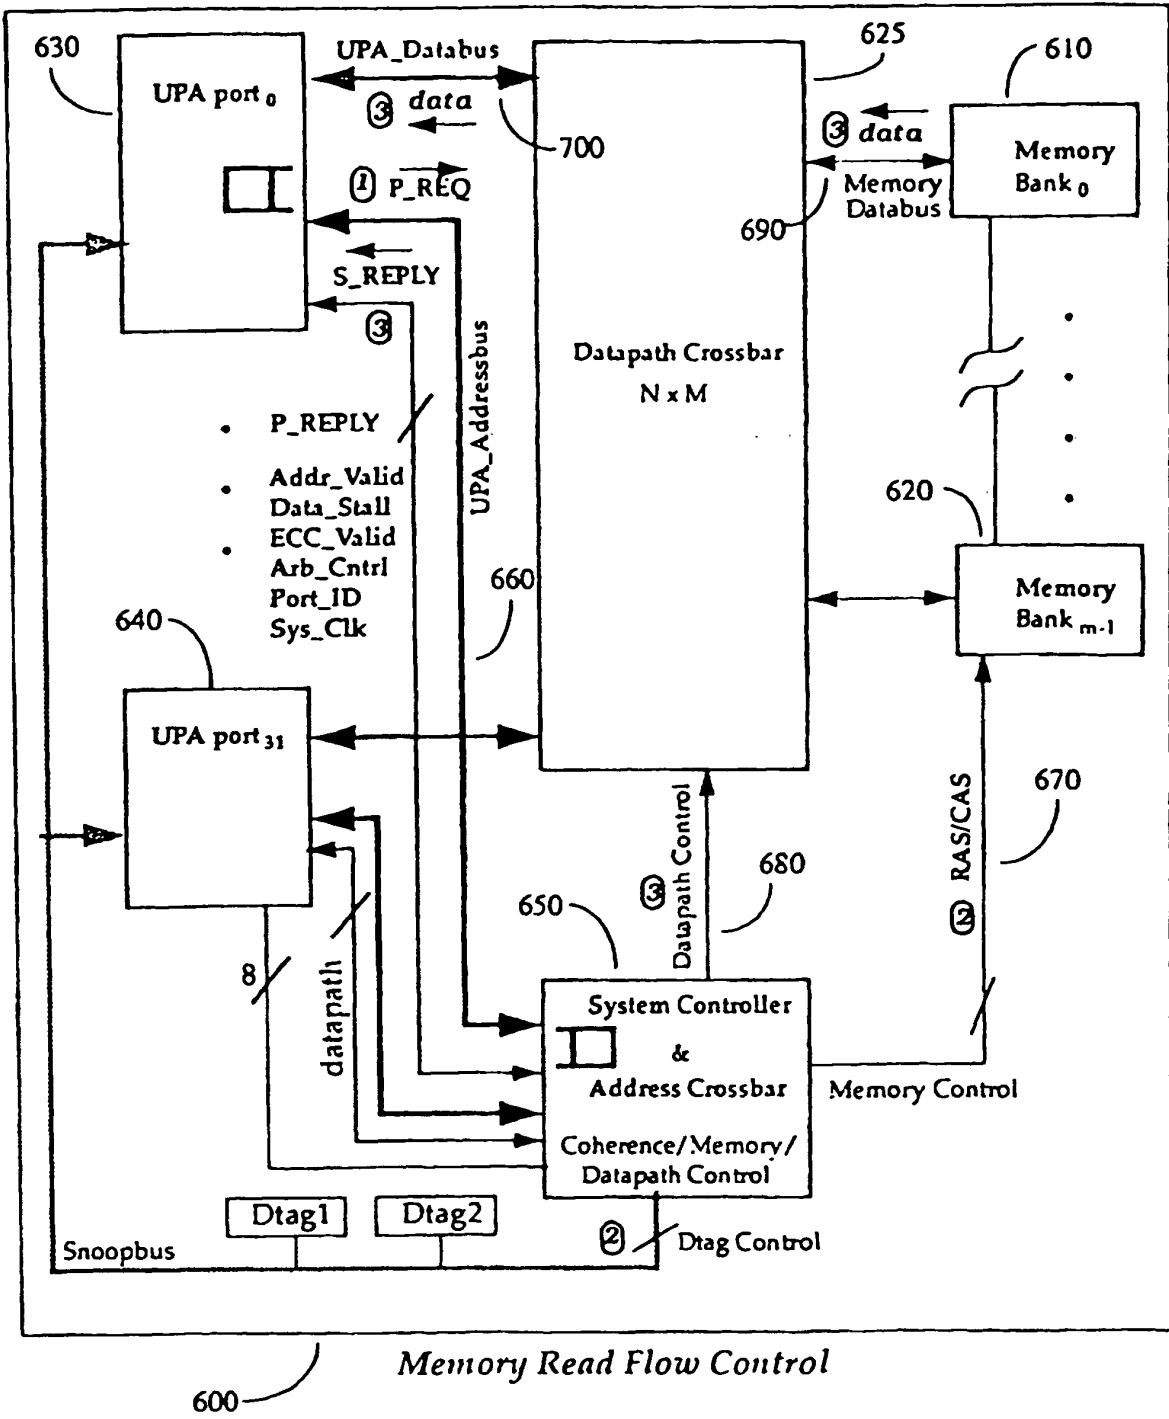 630
UPA port 0
UPA_Databus
3 data
700
1 P_REQ
S_REPLY
3
UPA_Addressbus
625
610
3 data
Memory Databus
690
Memory
Bank 0
Datapath Crossbar
N x M
P_REPLY
Addr_Valid
Data_Stall
ECC_Valid
Arb_Cntrl
Port_ID
Sys_Clk
660
620
Memory
Bank m-1
640
UPA port 31
8
datapath
3 Datapath Control
680
2 RAS/CAS
670
650
System Controller
&
Address Crossbar
Coherence/Memory/
Datapath Control
Memory Control
Dtag1
Dtag2
2
Dtag Control
Snoopbus
Memory Read Flow Control
600